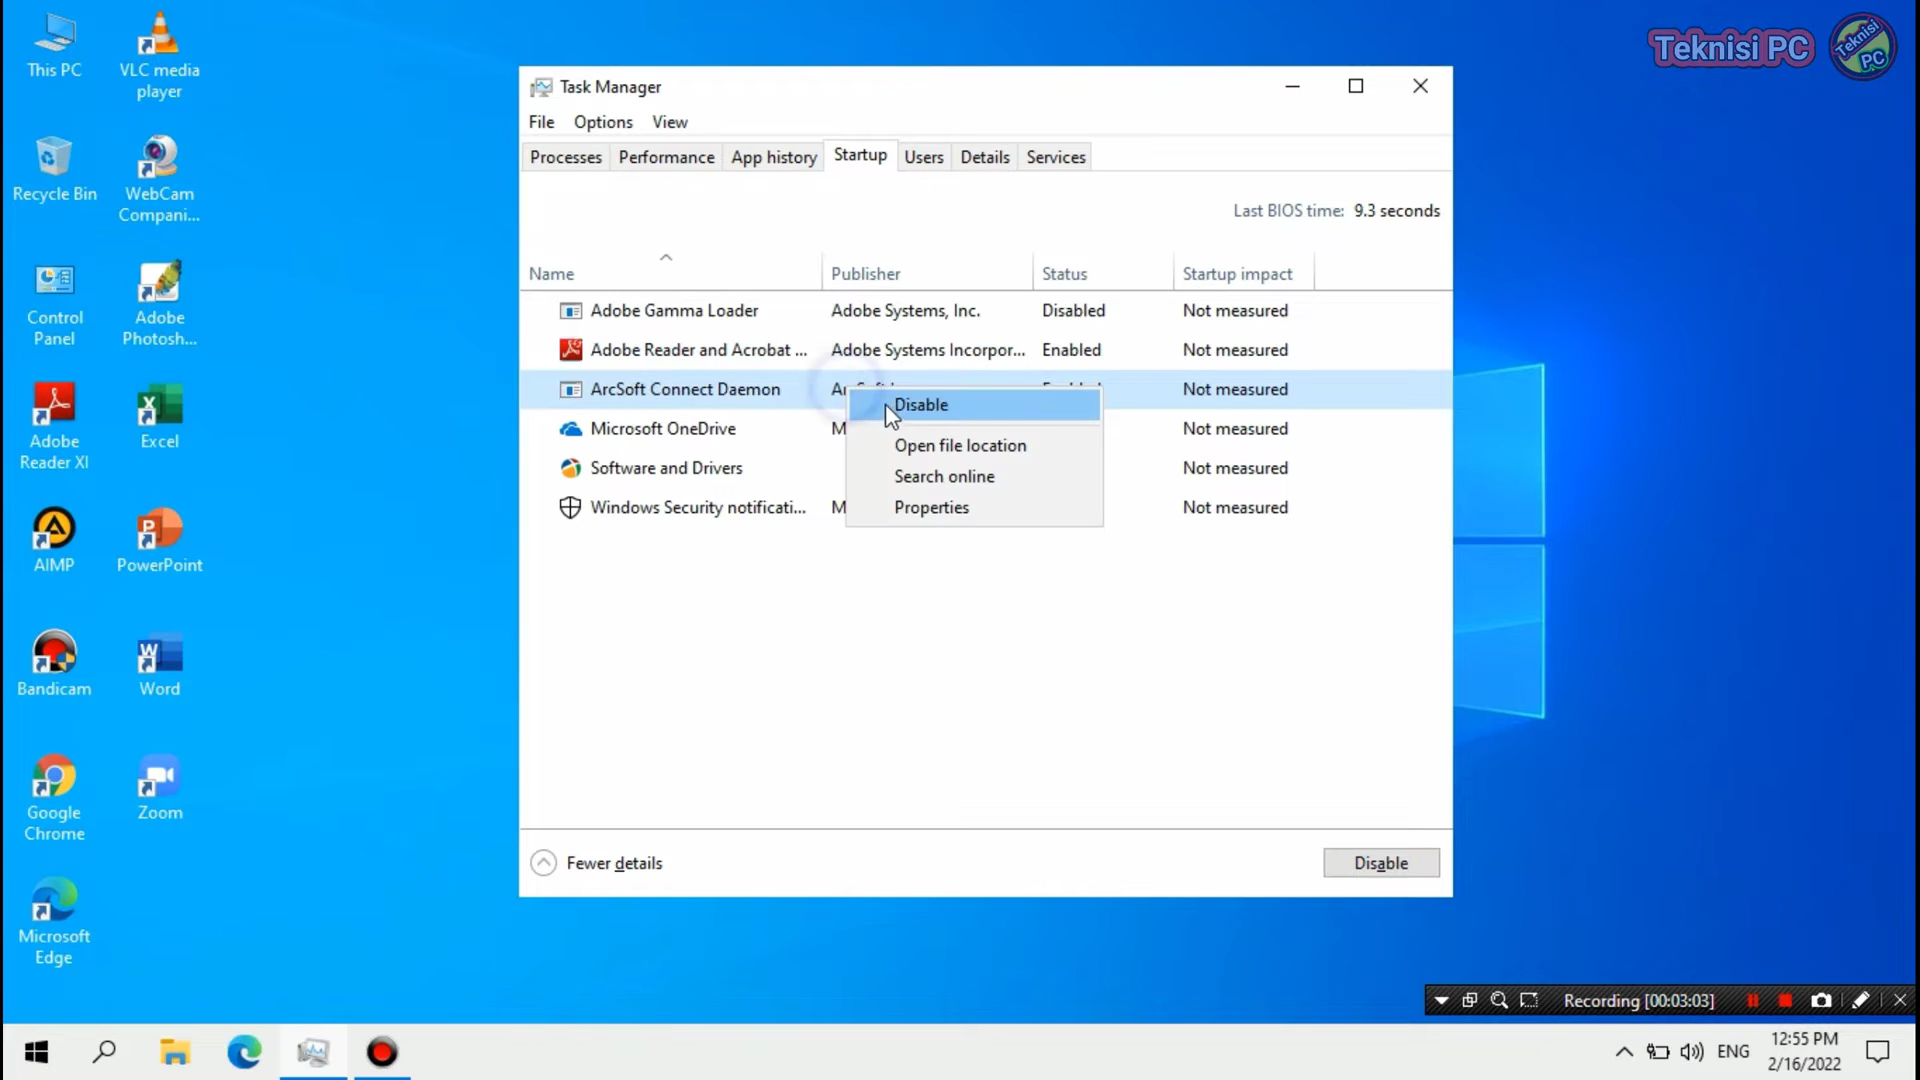 This PC
VLC media
player
Recycle Bin
WebCam
Compani...
Control
Panel
Adobe
Photosh...
Adobe
Reader XI
Excel
AIMP
PowerPoint
Bandicam
Word
Google
Chrome
Zoom
Microsoft
Edge
Teknisi PC
Teknisi
PC
Task Manager
File Options View
Processes Performance App history Startup Users Details Services
Last BIOS time: 9.3 seconds
Name Publisher Status Startup impact
Adobe Gamma Loader Adobe Systems, Inc. Disabled Not measured
Adobe Reader and Acrobat ... Adobe Systems Incorpor... Enabled Not measured
ArcSoft Connect Daemon Not measured
Microsoft OneDrive M Not measured
Software and Drivers Not measured
Windows Security notificati... M Not measured
Disable
Open file location
Search online
Properties
Fewer details Disable
Recording [00:03:03]
ENG
12:55 PM
2/16/2022